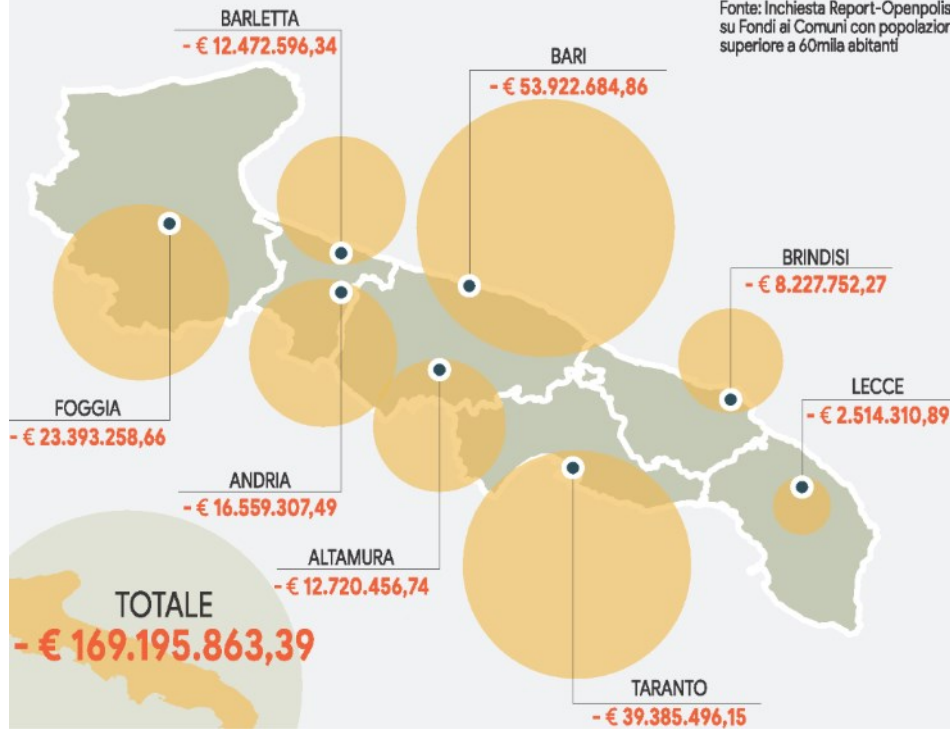 Fonte: Inchiesta Report-Openpolis
su Fondi ai Comuni con popolazion
superiore a 60mila abitanti
BARLETTA
- € 12.472.596,34
BARI
- € 53.922.684,86
BRINDISI
- € 8.227.752,27
LECCE
- € 2.514.310,89
FOGGIA
- € 23.393.258,66
ANDRIA
- € 16.559.307,49
ALTAMURA
- € 12.720.456,74
TOTALE
- € 169.195.863,39
TARANTO
- € 39.385.496,15